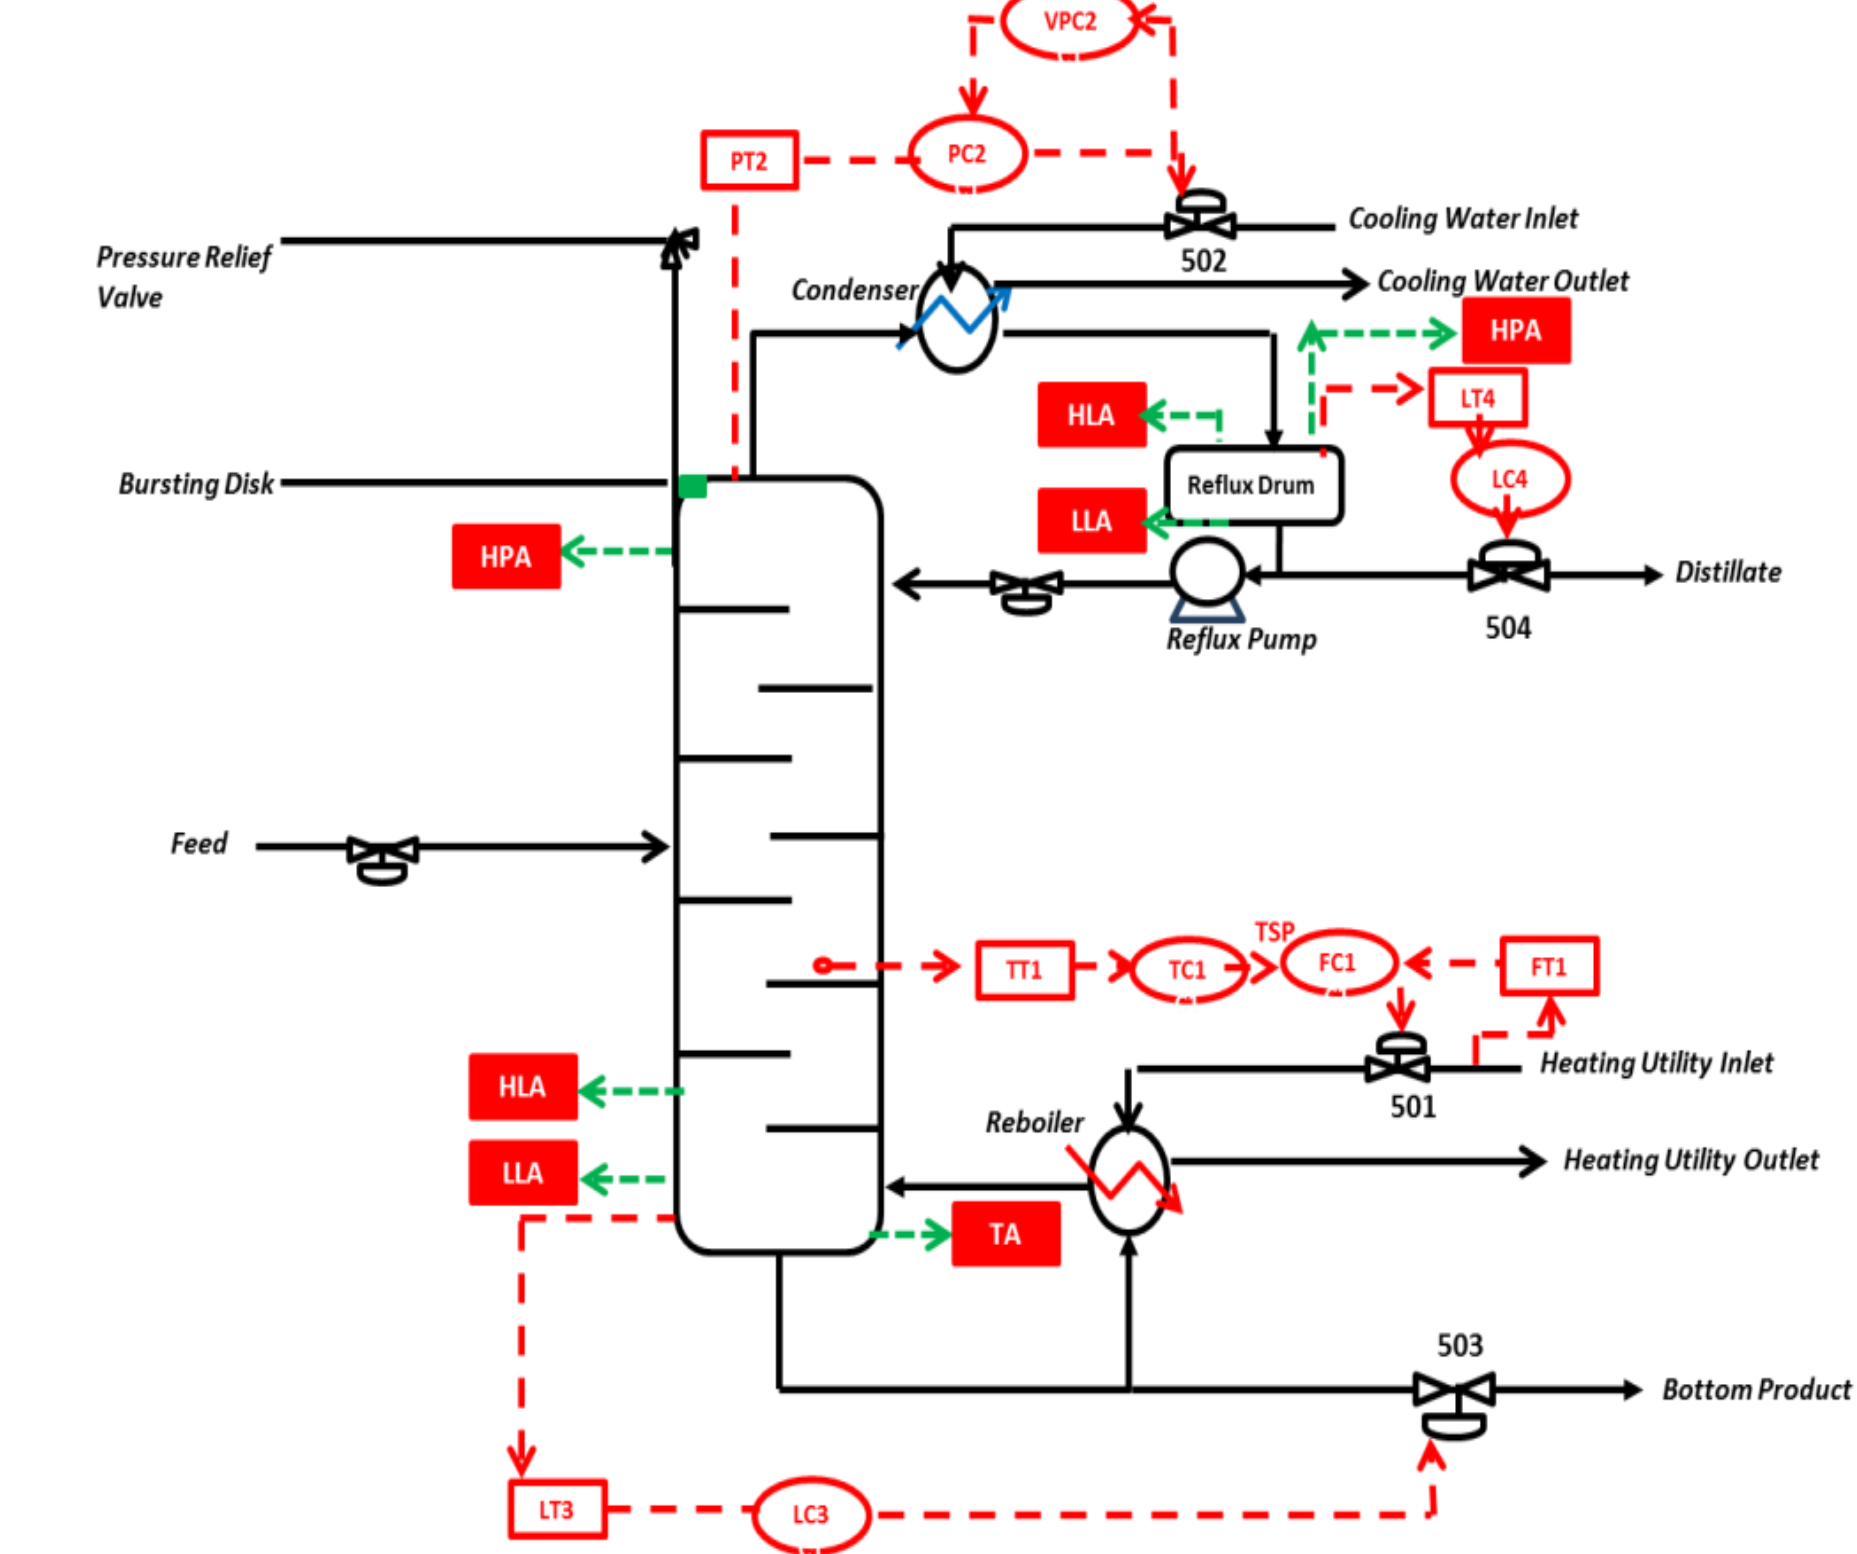 VPC2
PT2
PC2
Cooling Water Inlet
502
Pressure Relief
Valve
Condenser
Cooling Water Outlet
HPA
LT4
HLA
LC4
Bursting Disk
Reflux Drum
LLA
HPA
Distillate
504
Reflux Pump
Feed
TSP
TT1
TC1
FC1
FT1
Heating Utility Inlet
HLA
501
Reboiler
LLA
Heating Utility Outlet
TA
503
Bottom Product
LT3
LC3